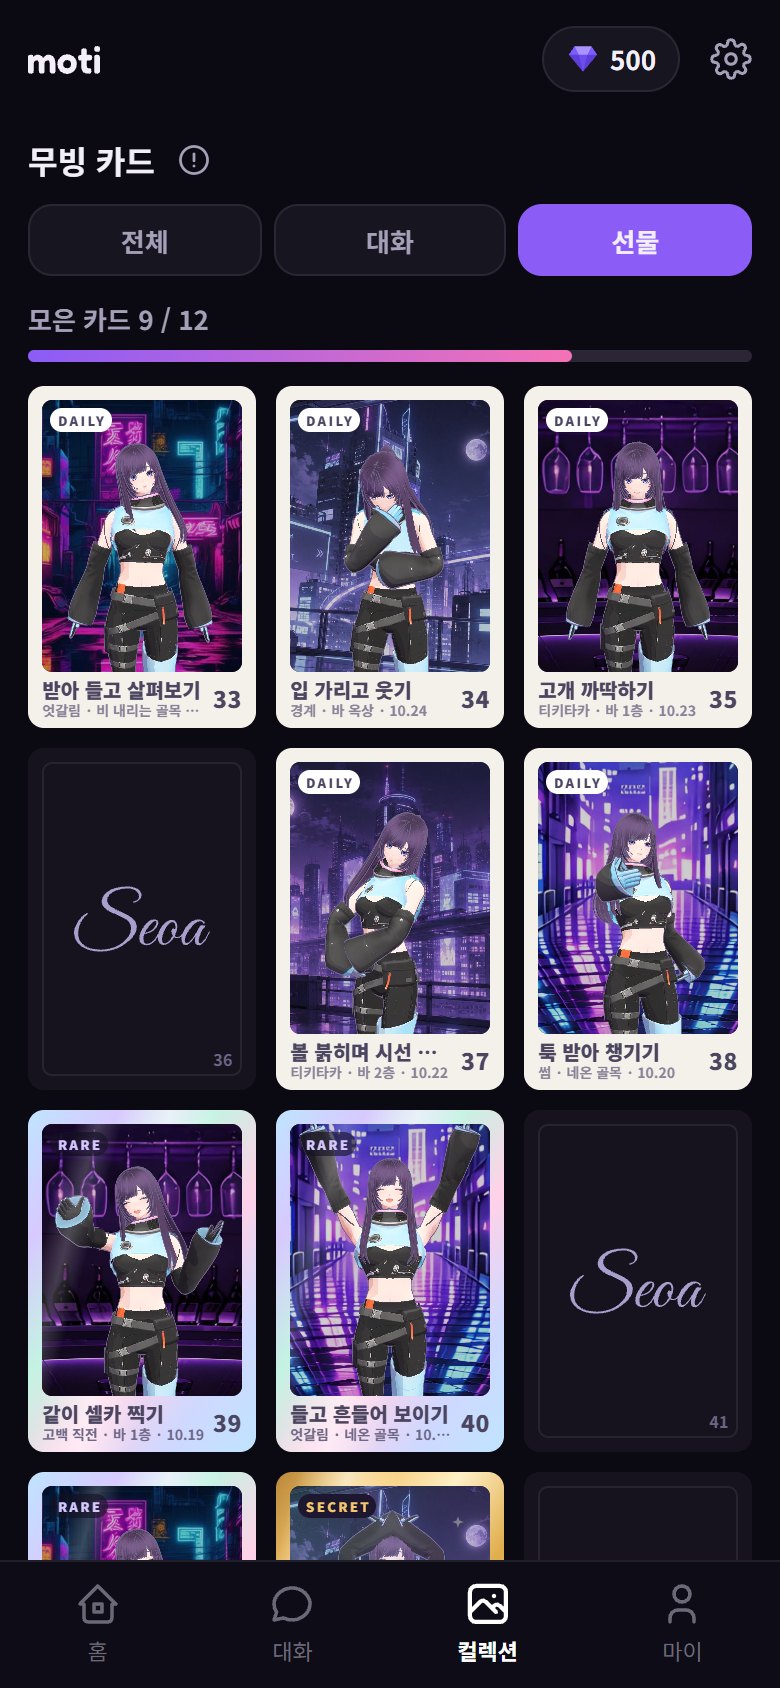 moti
500
무빙 카드
전체
대화
선물
모은 카드 9 / 12
DAILY
받아 들고 살펴보기
33
엇갈림 · 비 내리는 골목 ···
DAILY
입 가리고 웃기
34
경계 · 바 옥상 · 10.24
DAILY
고개 까딱하기
35
티키타카 · 바 1층 · 10.23
Seoa
36
DAILY
볼 붉히며 시선 ···
37
티키타카 · 바 2층 · 10.22
DAILY
툭 받아 챙기기
38
썸 · 네온 골목 · 10.20
RARE
같이 셀카 찍기
39
고백 직전 · 바 1층 · 10.19
RARE
들고 흔들어 보이기
40
엇갈림 · 네온 골목 · 10.···
Seoa
41
RARE
SECRET
홈
대화
컬렉션
마이